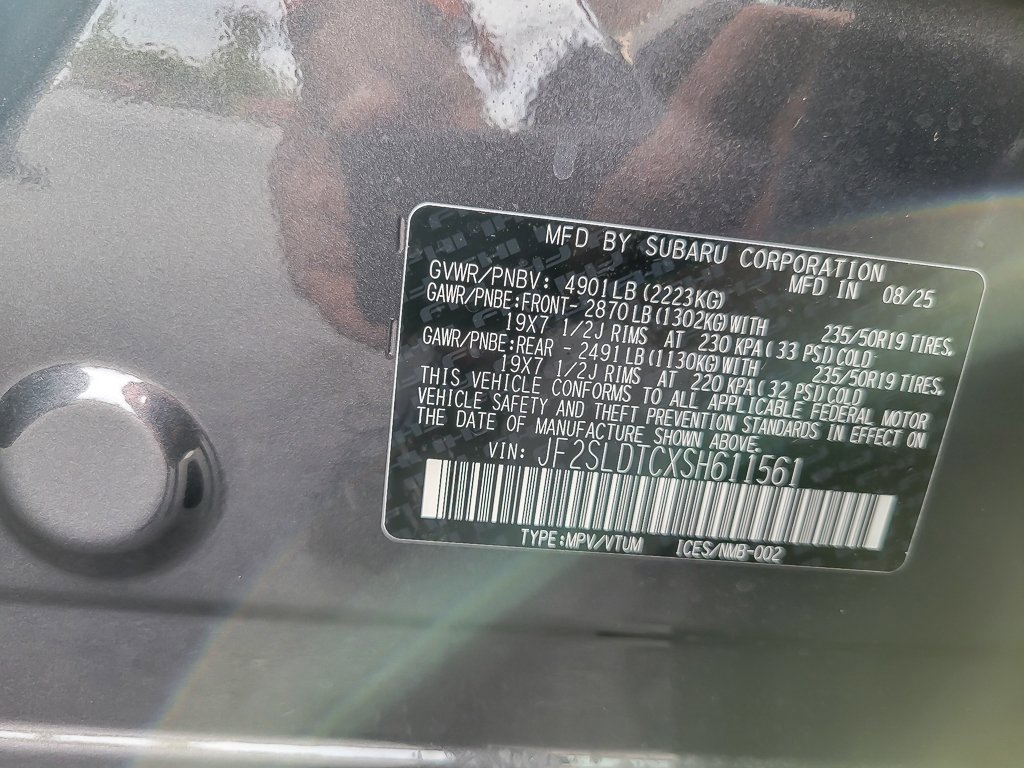 MFD BY SUBARU CORPORATION
MFD IN 08/25
GVWR/PNBV: 4901LB(2223KG)
GAWR/PNBE:FRONT- 2870LB(1302KG)WITH 235/50R19 TIRES,
19X7 1/2J RIMS AT 230 KPA( 33 PSI)COLD
GAWR/PNBE:REAR - 2491LB(1130KG)WITH 235/50R19 TIRES,
19X7 1/2J RIMS AT 220 KPA( 32 PSI)COLD
THIS VEHICLE CONFORMS TO ALL APPLICABLE FEDERAL MOTOR
VEHICLE SAFETY AND THEFT PREVENTION STANDARDS IN EFFECT ON
THE DATE OF MANUFACTURE SHOWN ABOVE.
VIN: JF2SLDTCXSH611561
TYPE:MPV/VTUM ICES/NMB-002